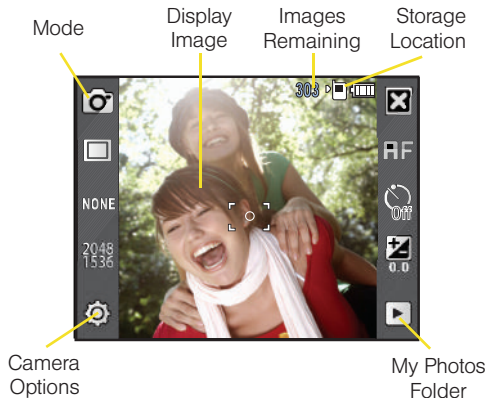 Mode
Display
Image
Images
Remaining
Storage
Location
303
AF
NONE
Off
2048
1536
0.0
Camera
Options
My Photos
Folder